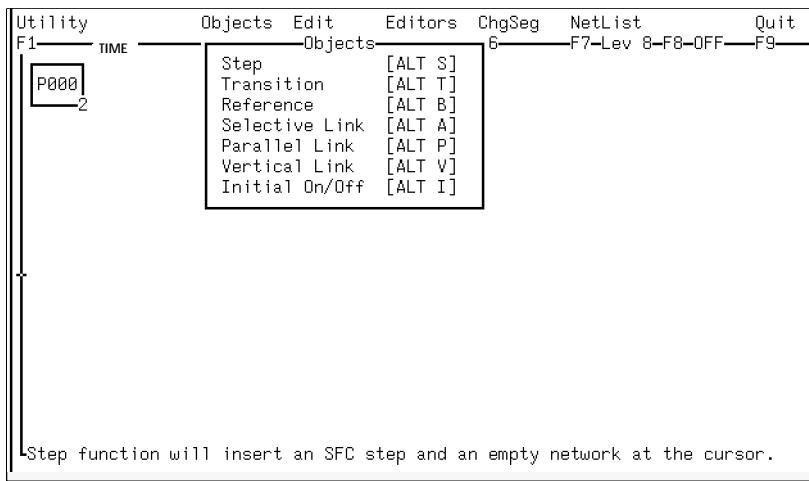 Utility Objects Edit Editors ChgSeg NetList Quit
F1 TIME Objects 6 F7-Lev 8-F8-OFF F9
Step [ALT S]
P000 Transition [ALT T]
2 Reference [ALT B]
Selective Link [ALT A]
Parallel Link [ALT P]
Vertical Link [ALT V]
Initial On/Off [ALT I]
Step function will insert an SFC step and an empty network at the cursor.